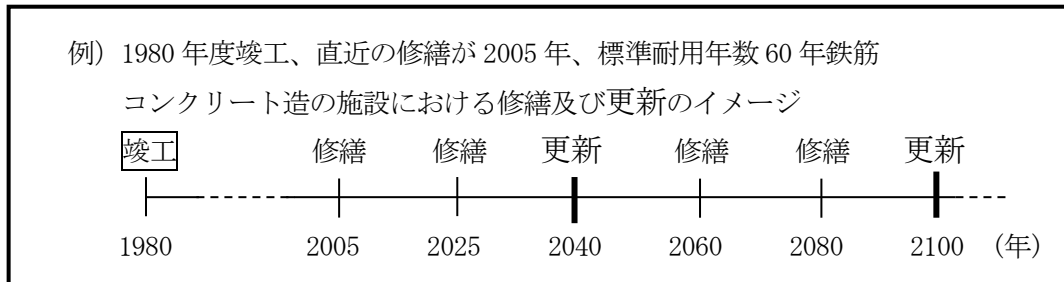 例）1980 年度竣工、直近の修繕が 2005 年、標準耐用年数 60 年鉄筋
コンクリート造の施設における修繕及び更新のイメージ
竣工 修繕 修繕 更新 修繕 修繕 更新
1980 2005 2025 2040 2060 2080 2100 （年）